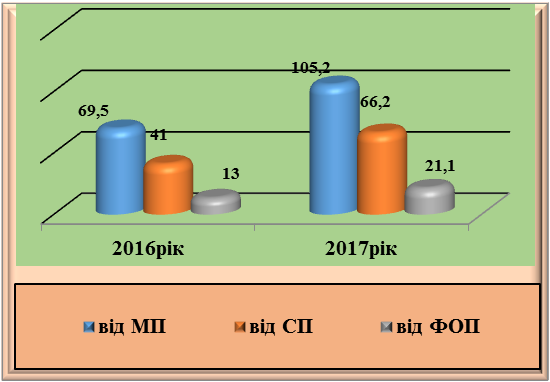 105,2
69,5
66,2
41
13
21,1
2016рік
2017рік
від МП
від СП
від ФОП